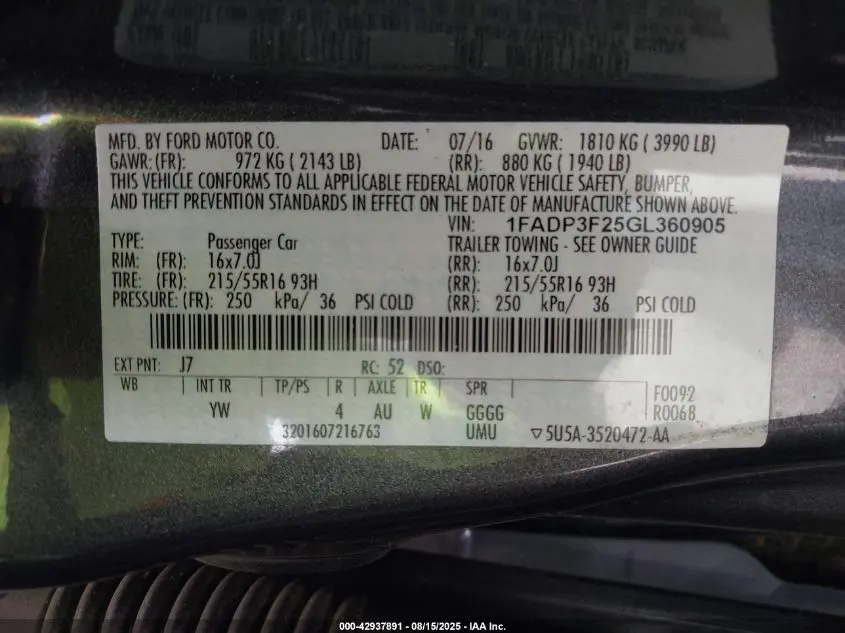 MFD. BY FORD MOTOR CO. DATE: 07/16 GVWR: 1810 KG ( 3990 LB)
GAWR: (FR): 972 KG ( 2143 LB) (RR): 880 KG ( 1940 LB)
THIS VEHICLE CONFORMS TO ALL APPLICABLE FEDERAL MOTOR VEHICLE SAFETY, BUMPER,
AND THEFT PREVENTION STANDARDS IN EFFECT ON THE DATE OF MANUFACTURE SHOWN ABOVE.
VIN: 1FADP3F25GL360905
TYPE: Passenger Car TRAILER TOWING - SEE OWNER GUIDE
RIM: (FR): 16x7.0J (RR): 16x7.0J
TIRE: (FR): 215/55R16 93H (RR): 215/55R16 93H
PRESSURE: (FR): 250 kPa/ 36 PSI COLD (RR): 250 kPa/ 36 PSI COLD
EXT PNT: J7 RC: 52 DSO:
WB INT TR TP/PS R AXLE TR SPR F0092
YW 4 AU W GGGG R0068
3201607216763 UMU ▽5U5A-3520472-AA
000-42937891 - 08/15/2025 - IAA Inc.